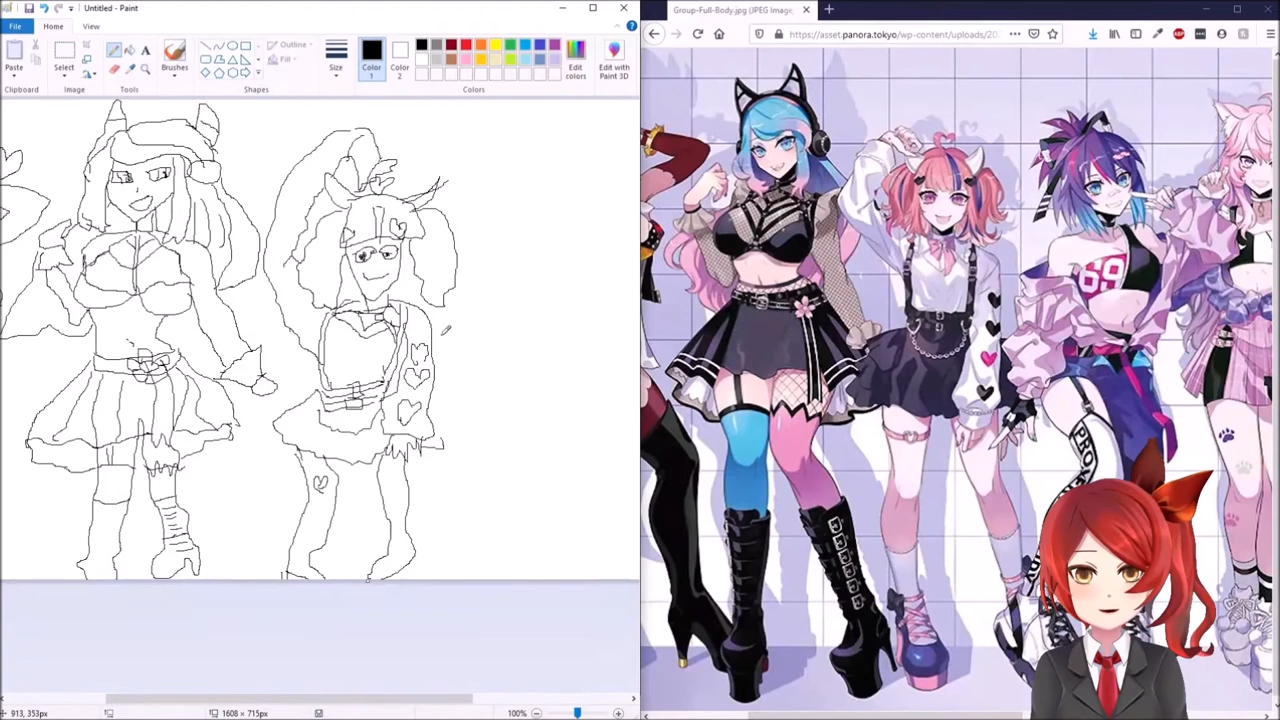 Untitled - Paint
File
Home
View
Paste
Select
Brushes
Outline
Fill
Size
Color
1
Color
2
Edit
colors
Edit with
Paint 3D
Clipboard
Image
Tools
Shapes
Colors
913, 353px
1608 × 715px
100%
Group-Full-Body.jpg (JPEG Image,
https://asset.panora.tokyo/wp-content/uploads/20
69